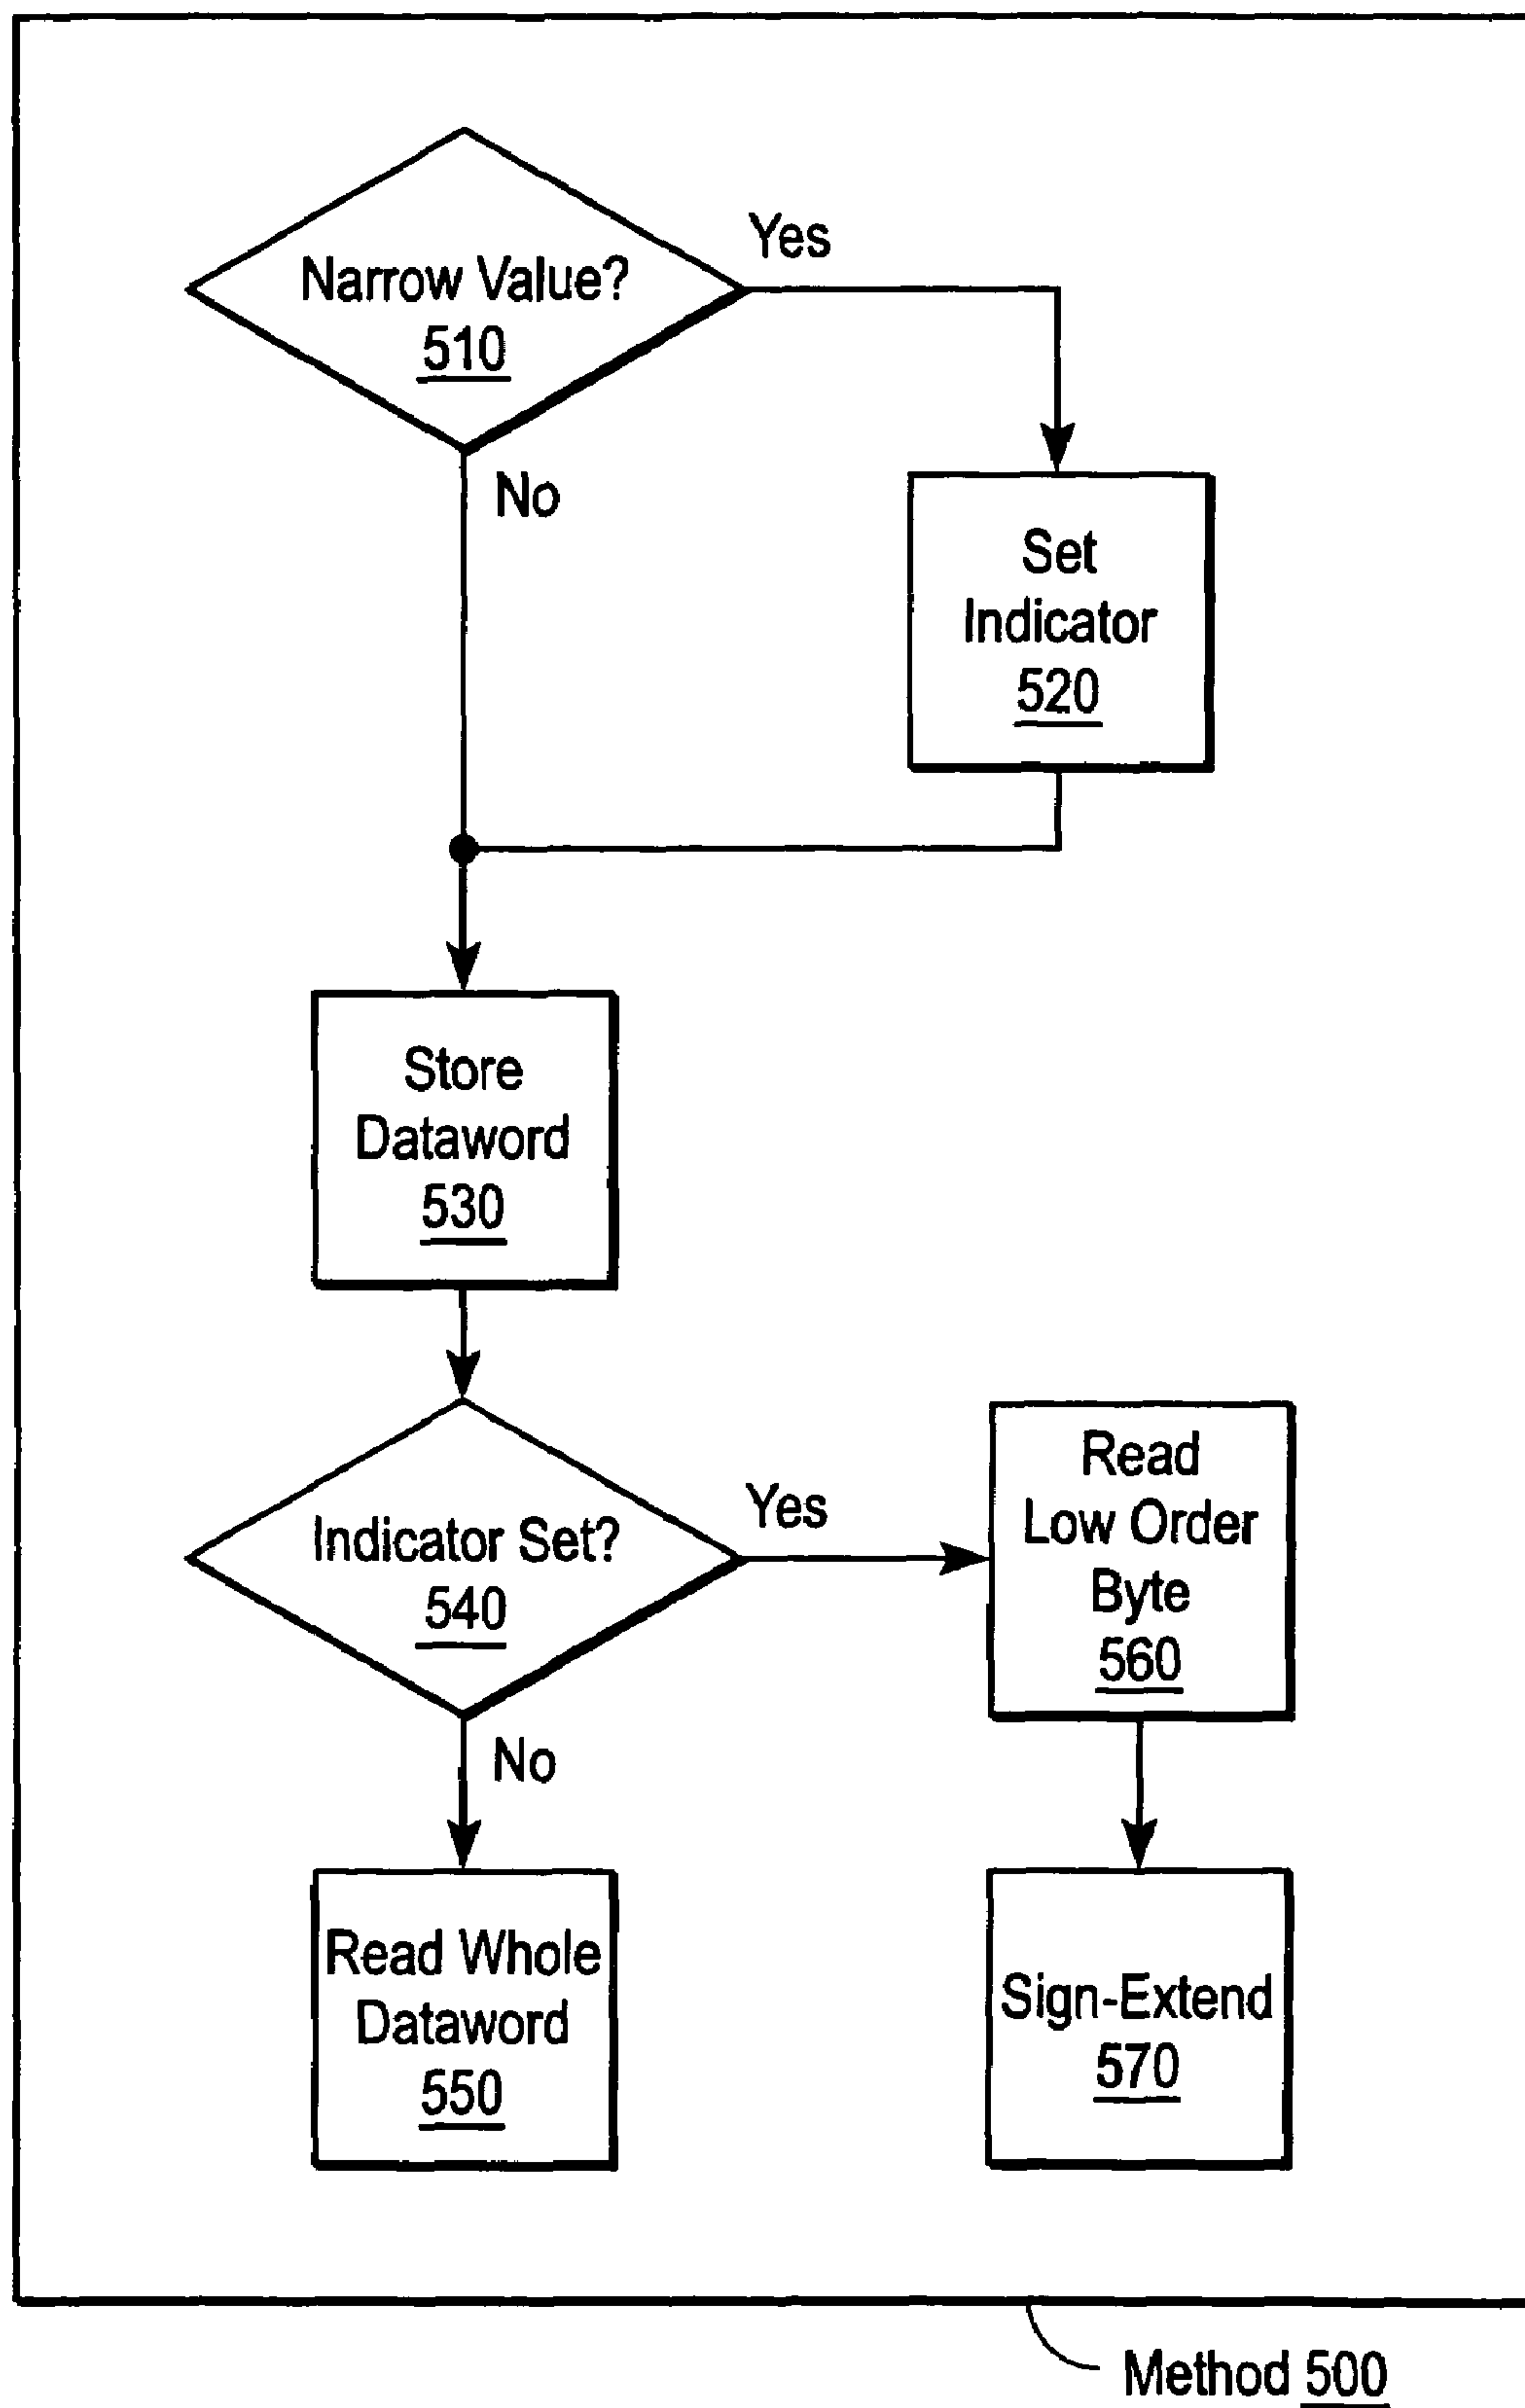 Narrow Value?
510
Yes
No
Set
Indicator
520
Store
Dataword
530
Indicator Set?
540
Yes
No
Read
Low Order
Byte
560
Read Whole
Dataword
550
Sign-Extend
570
Method 500